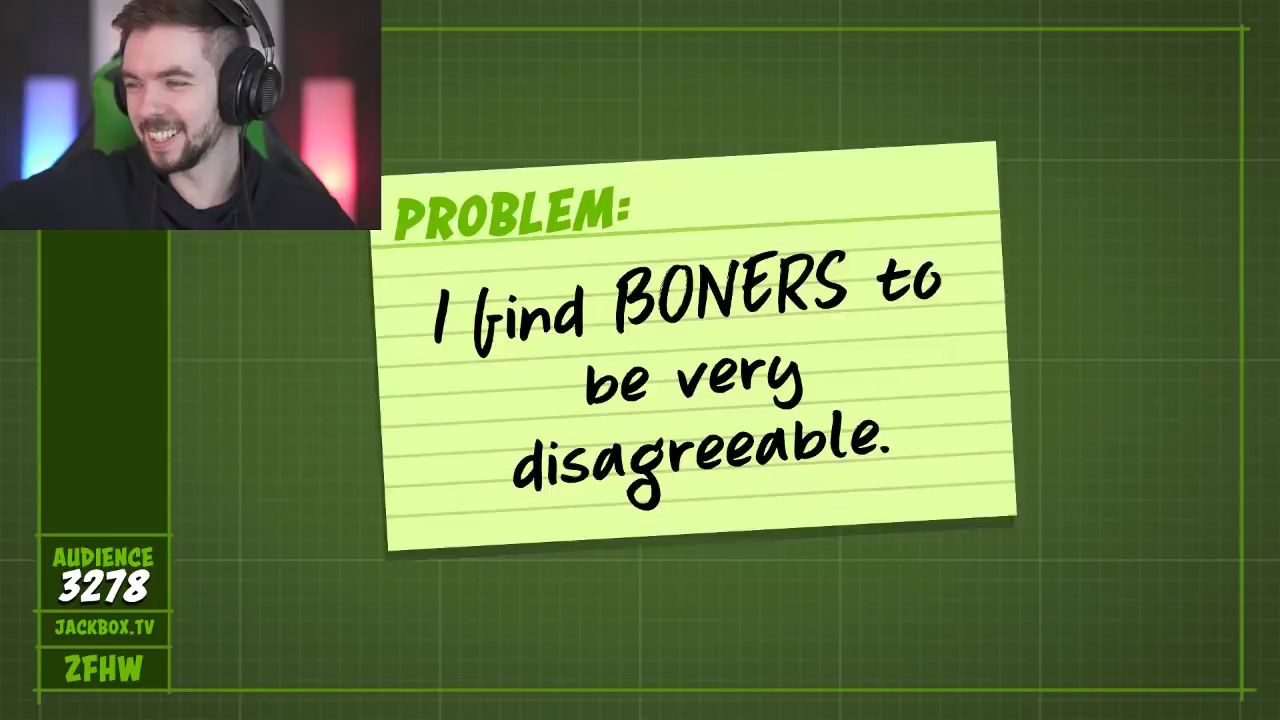 PROBLEM:
I find BONERS to
be very
disagreeable.
AUDIENCE
3278
JACKBOX.TV
ZFHW